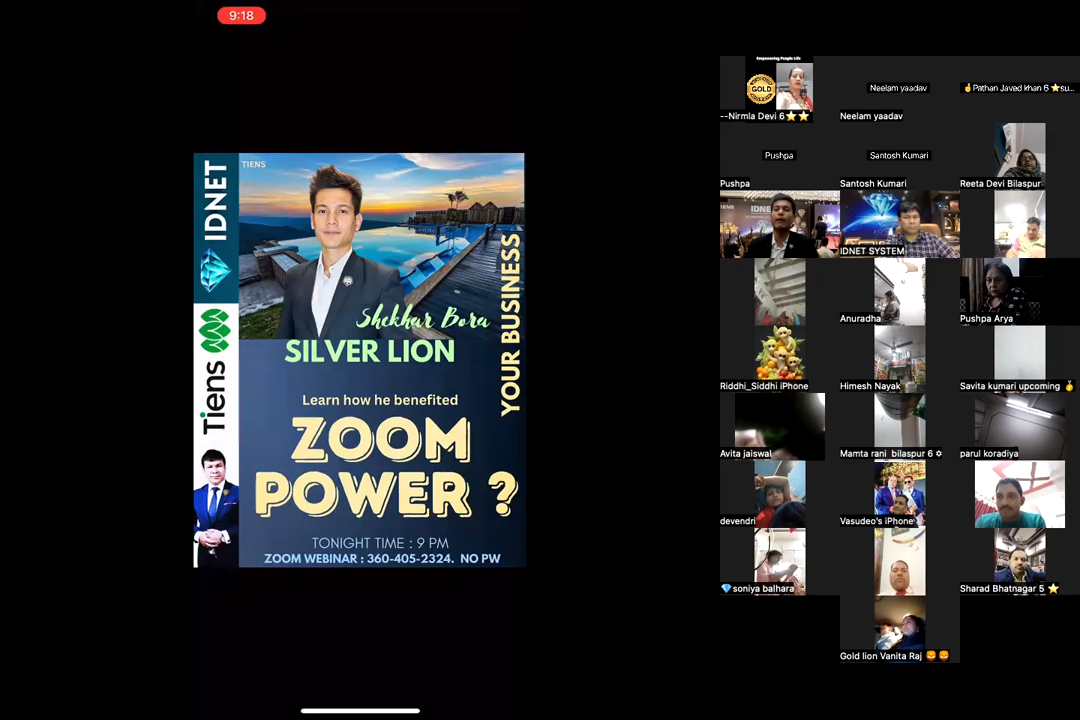 9:18
IDNET
TIENS
Shekhar Bora
SILVER LION
YOUR BUSINESS
Tiens
Learn how he benefited
ZOOM
POWER ?
TONIGHT TIME : 9 PM
ZOOM WEBINAR : 360-405-2324. NO PW
Empowering People Life
GOLD
--Nirmla Devi 6⭐⭐
Neelam yaadav
Neelam yaadav
☝Pathan Javed khan 6 ⭐su...
Pushpa
Pushpa
Santosh Kumari
Santosh Kumari
Reeta Devi Bilaspur
IDNET SYSTEM
Anuradha
Pushpa Arya
Riddhi_Siddhi iPhone
Himesh Nayak
Savita kumari upcoming 🥇
Avita jaiswal
Mamta rani bilaspur 6 ✡
parul koradiya
devendri
Vasudeo's iPhone
💎soniya balhara
Sharad Bhatnagar 5 ⭐
Gold lion Vanita Raj 🦁🦁